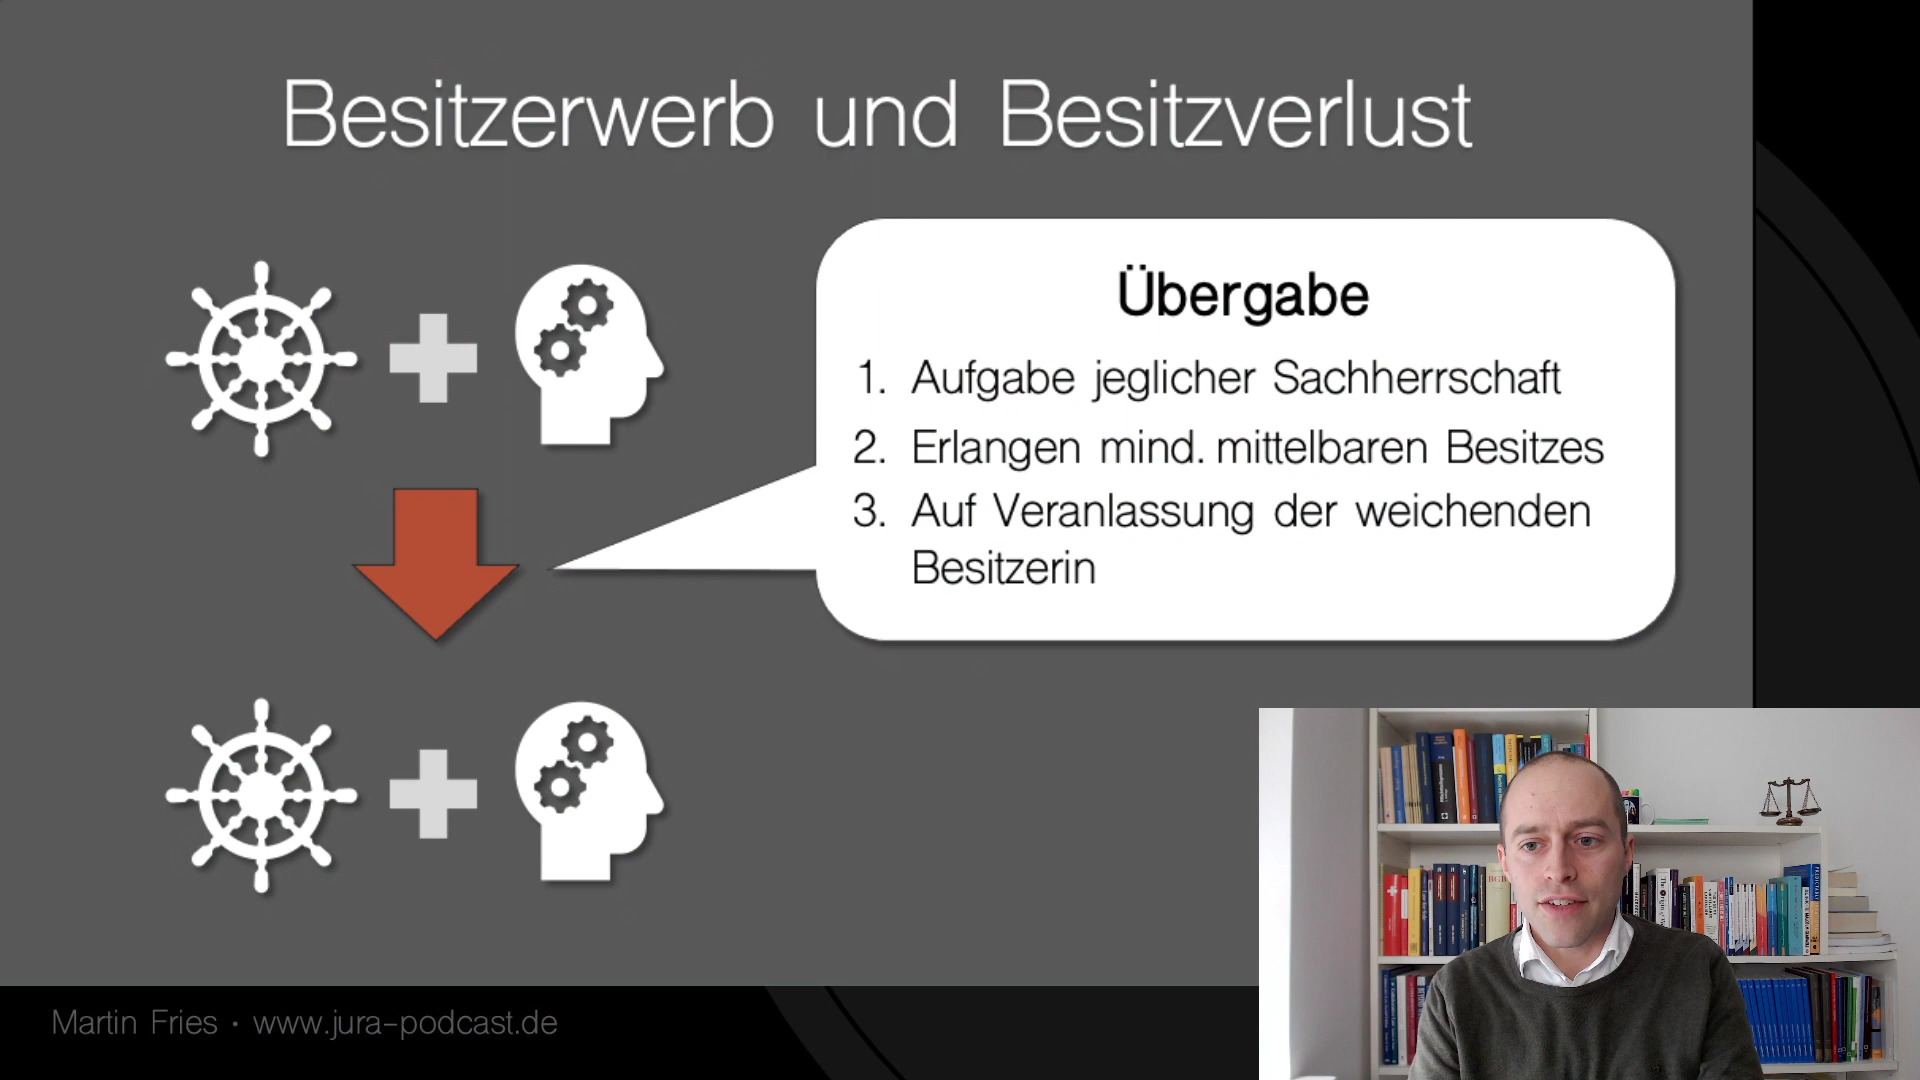 Besitzerwerb und Besitzverlust
Übergabe
1. Aufgabe jeglicher Sachherrschaft
2. Erlangen mind. mittelbaren Besitzes
3. Auf Veranlassung der weichenden
Besitzerin
Martin Fries • www.jura-podcast.de
BGB